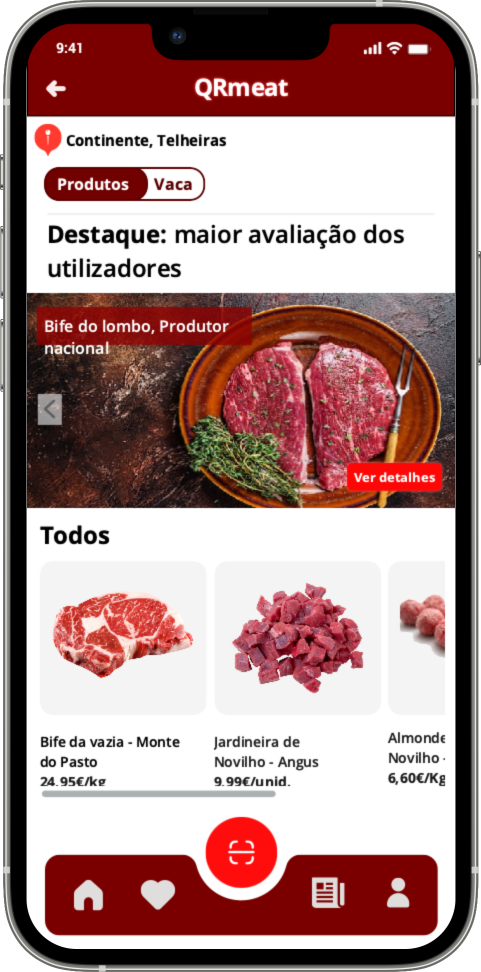 9:41
QRmeat
Continente, Telheiras
Produtos
Vaca
Destaque: maior avaliação dos
utilizadores
Bife do lombo, Produtor
nacional
Ver detalhes
Todos
Bife da vazia - Monte
do Pasto
24,95€/kg
Jardineira de
Novilho - Angus
9,99€/unid.
Almonde
Novilho -
6,60€/Kg